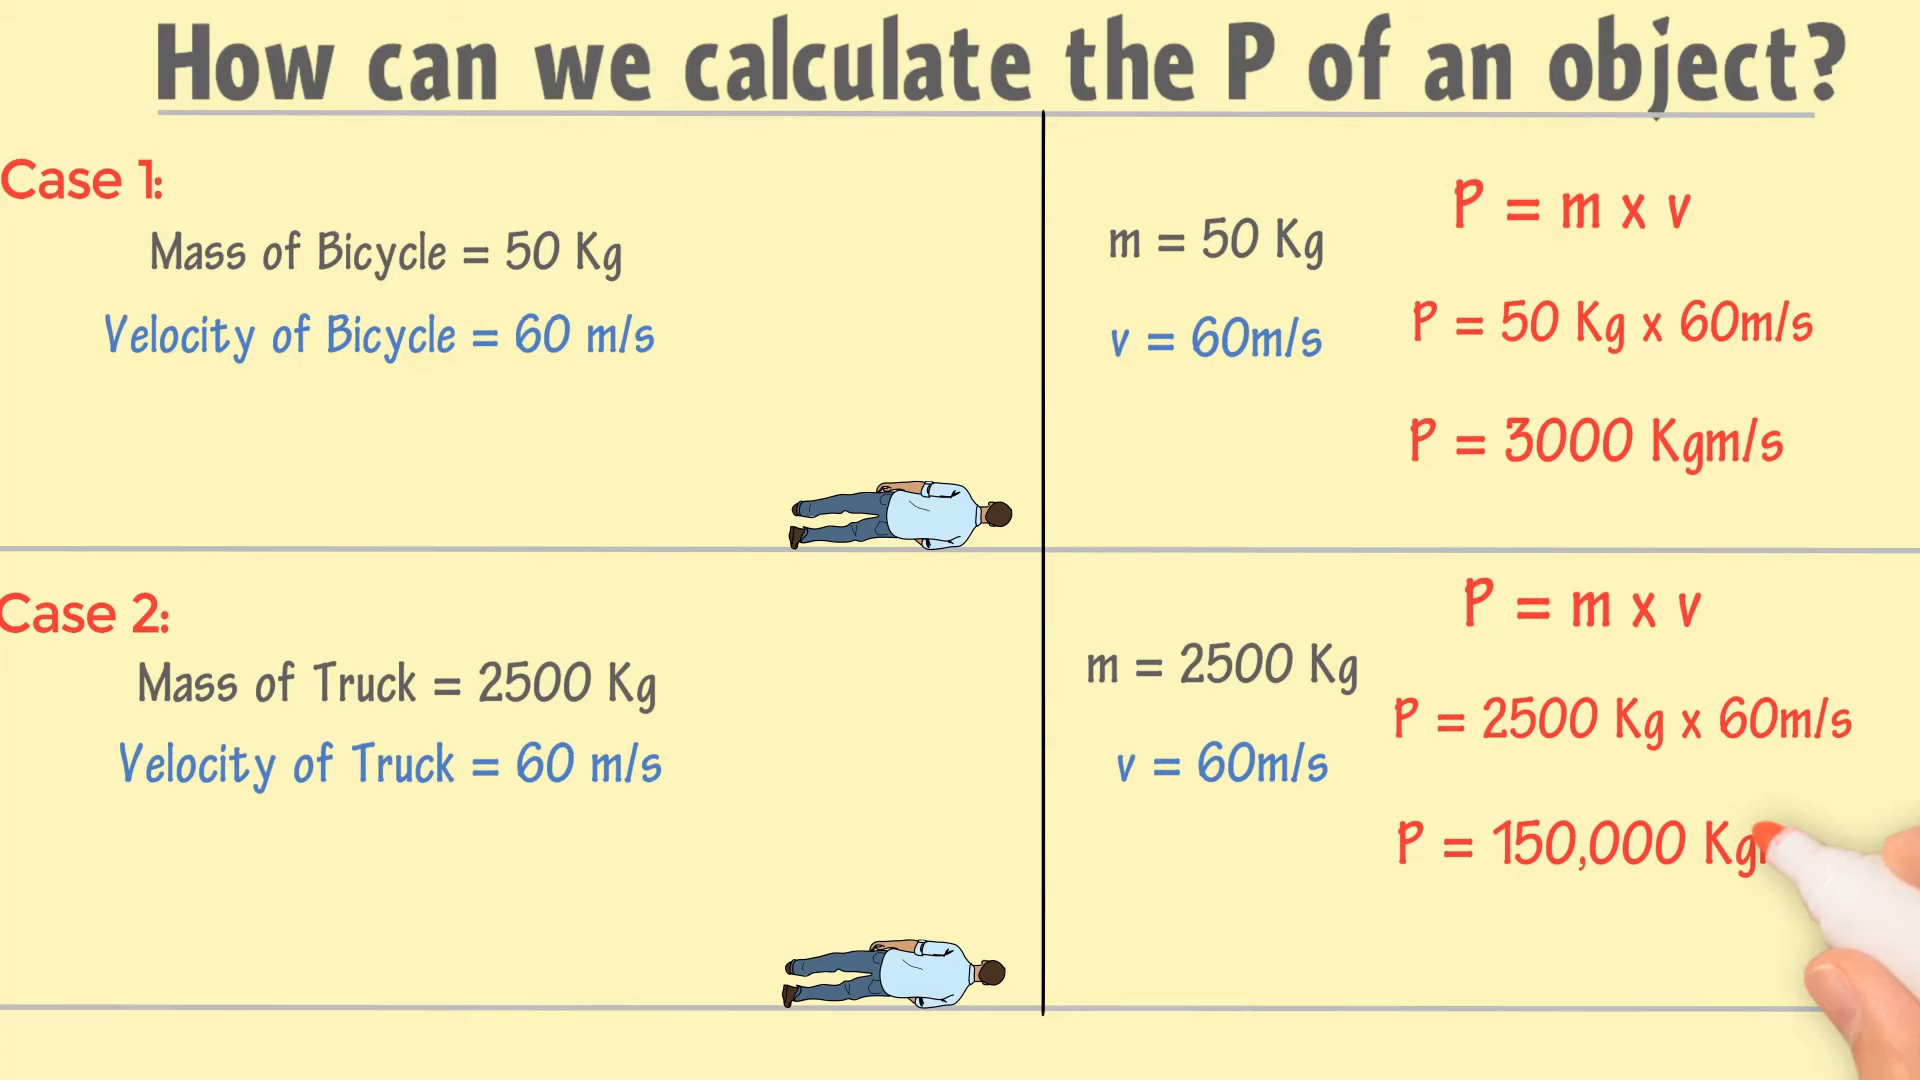 How can we calculate the P of an object?
Case 1:
Mass of Bicycle = 50 Kg
Velocity of Bicycle = 60 m/s
m = 50 Kg
v = 60m/s
P = m x v
P = 50 Kg x 60m/s
P = 3000 Kgm/s
Case 2:
Mass of Truck = 2500 Kg
Velocity of Truck = 60 m/s
m = 2500 Kg
v = 60m/s
P = m x v
P = 2500 Kg x 60m/s
P = 150,000 Kg